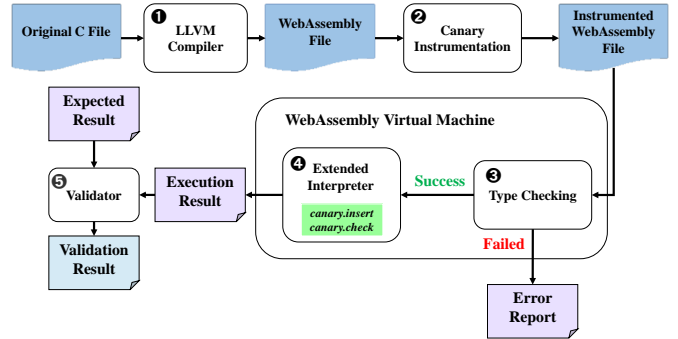 Original C File
❶
LLVM
Compiler
WebAssembly
File
❷
Canary
Instrumentation
Instrumented
WebAssembly
File
Expected
Result
WebAssembly Virtual Machine
❺
Validator
Execution
Result
❹
Extended
Interpreter
canary.insert
canary.check
Success
❸
Type Checking
Failed
Validation
Result
Error
Report